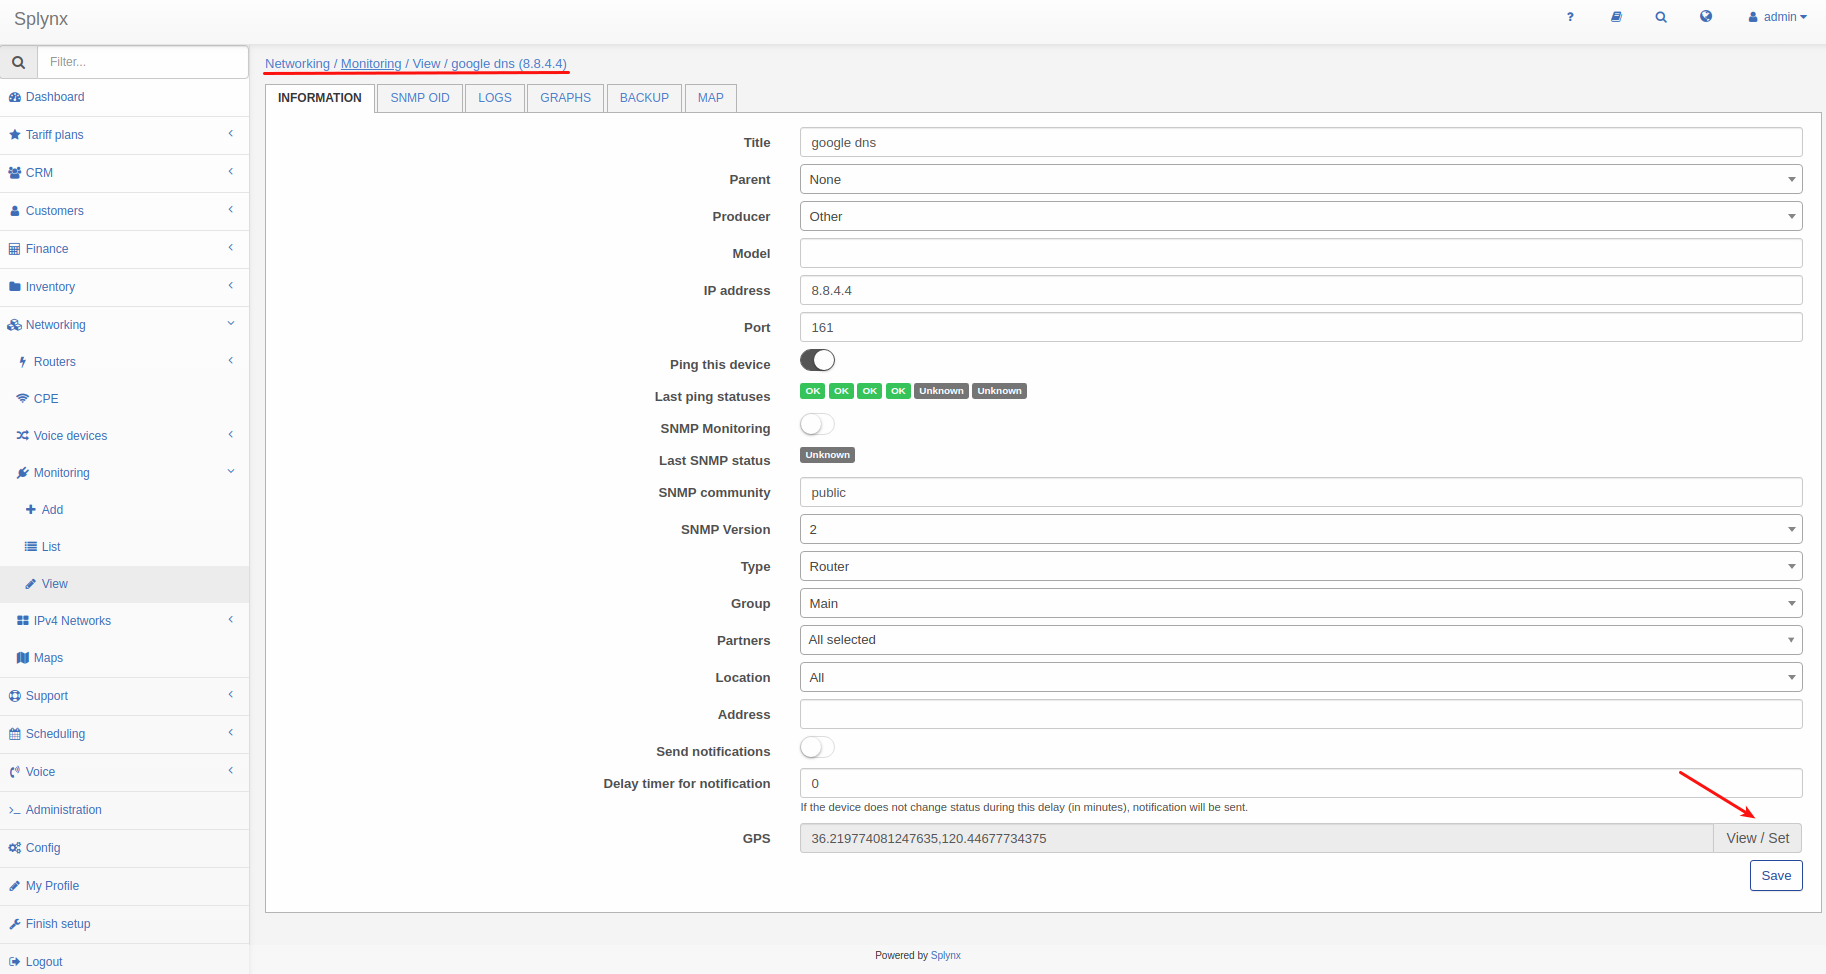 Splynx
? admin
Filter...
Dashboard
Tariff plans
CRM
Customers
Finance
Inventory
Networking
Routers
CPE
Voice devices
Monitoring
Add
List
View
IPv4 Networks
Maps
Support
Scheduling
Voice
Administration
Config
My Profile
Finish setup
Logout
Networking / Monitoring / View / google dns (8.8.4.4)
INFORMATION SNMP OID LOGS GRAPHS BACKUP MAP
Title google dns
Parent None
Producer Other
Model
IP address 8.8.4.4
Port 161
Ping this device
Last ping statuses OK OK OK OK Unknown Unknown
SNMP Monitoring
Last SNMP status Unknown
SNMP community public
SNMP Version 2
Type Router
Group Main
Partners All selected
Location All
Address
Send notifications
Delay timer for notification 0
If the device does not change status during this delay (in minutes), notification will be sent.
GPS 36.219774081247635,120.44677734375 View / Set
Save
Powered by Splynx